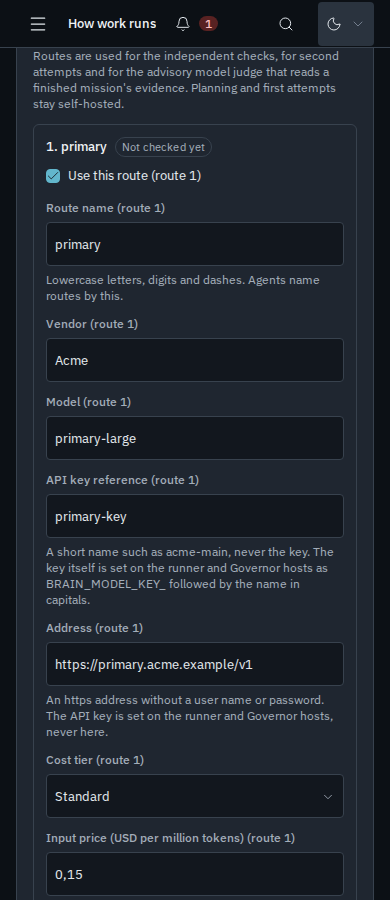 How work runs
1
Routes are used for the independent checks, for second
attempts and for the advisory model judge that reads a
finished mission's evidence. Planning and first attempts
stay self-hosted.
1. primary
Not checked yet
Use this route (route 1)
Route name (route 1)
primary
Lowercase letters, digits and dashes. Agents name
routes by this.
Vendor (route 1)
Acme
Model (route 1)
primary-large
API key reference (route 1)
primary-key
A short name such as acme-main, never the key. The
key itself is set on the runner and Governor hosts as
BRAIN_MODEL_KEY_ followed by the name in
capitals.
Address (route 1)
https://primary.acme.example/v1
An https address without a user name or password.
The API key is set on the runner and Governor hosts,
never here.
Cost tier (route 1)
Standard
Input price (USD per million tokens) (route 1)
0,15